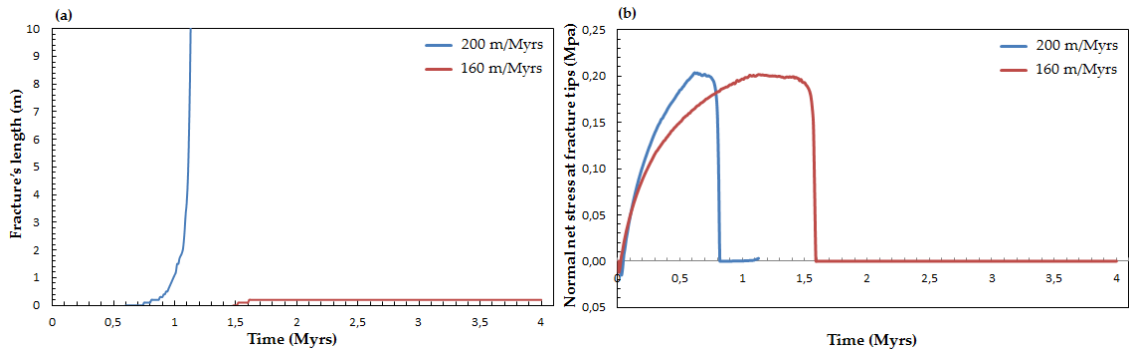 (a)
Fracture's length (m)
10
9
8
7
6
5
4
3
2
1
0
200 m/Myrs
160 m/Myrs
0 0,5 1 1,5 2 2,5 3 3,5 4
Time (Myrs)
(b)
Normal net stress at fracture tips (Mpa)
0,25
0,20
0,15
0,10
0,05
0,00
0,05
200 m/Myrs
160 m/Myrs
0 0,5 1 1,5 2 2,5 3 3,5 4
Time (Myrs)